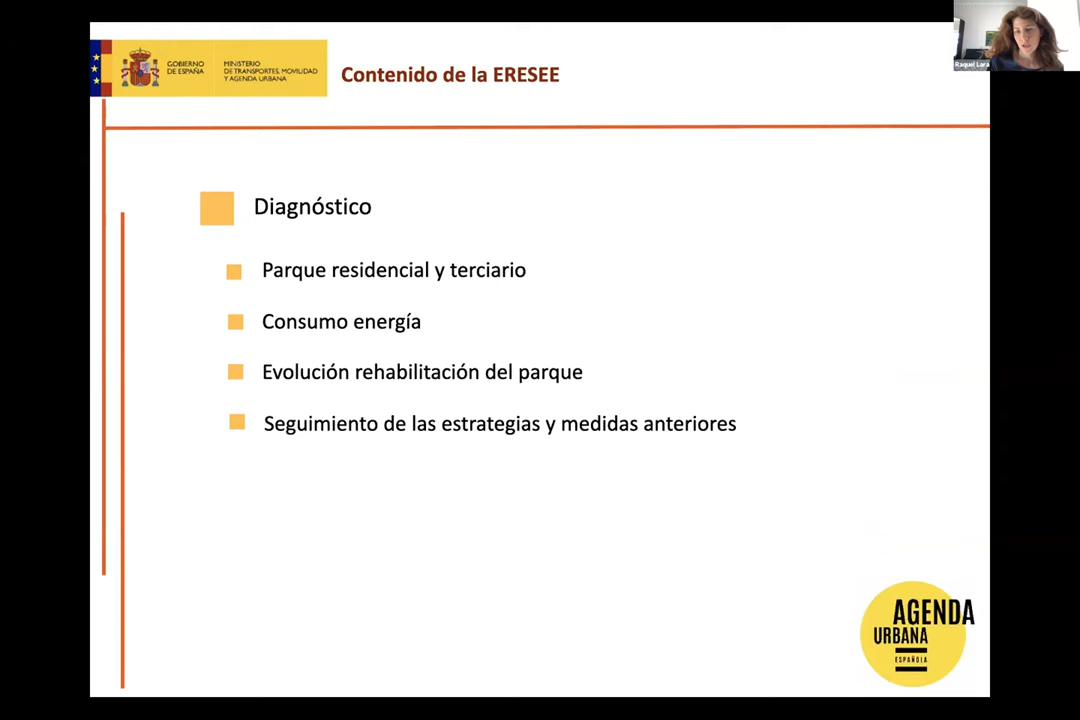 GOBIERNO
DE ESPAÑA
MINISTERIO
DE TRANSPORTES, MOVILIDAD
Y AGENDA URBANA
Contenido de la ERESEE
Raquel Lara
Diagnóstico
Parque residencial y terciario
Consumo energía
Evolución rehabilitación del parque
Seguimiento de las estrategias y medidas anteriores
AGENDA
URBANA
ESPAÑOLA